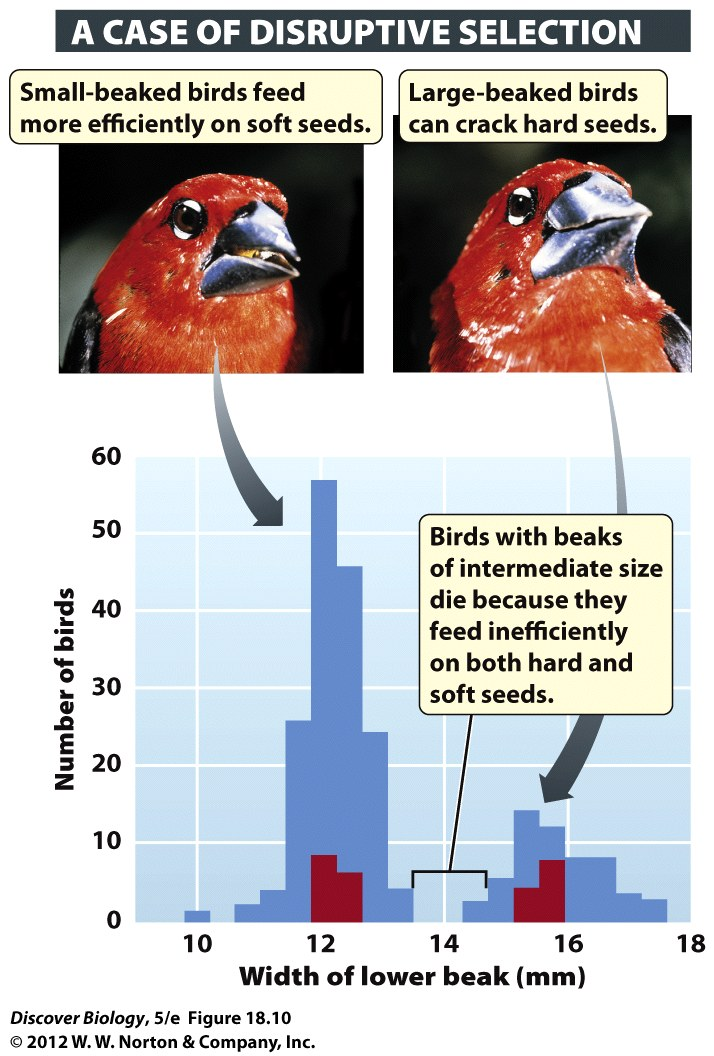 A CASE OF DISRUPTIVE SELECTION
Small-beaked birds feed
more efficiently on soft seeds.
Large-beaked birds
can crack hard seeds.
Number of birds
60
50
40
30
20
10
0
Birds with beaks
of intermediate size
die because they
feed inefficiently
on both hard and
soft seeds.
10 12 14 16 18
Width of lower beak (mm)
Discover Biology, 5/e Figure 18.10
© 2012 W. W. Norton & Company, Inc.